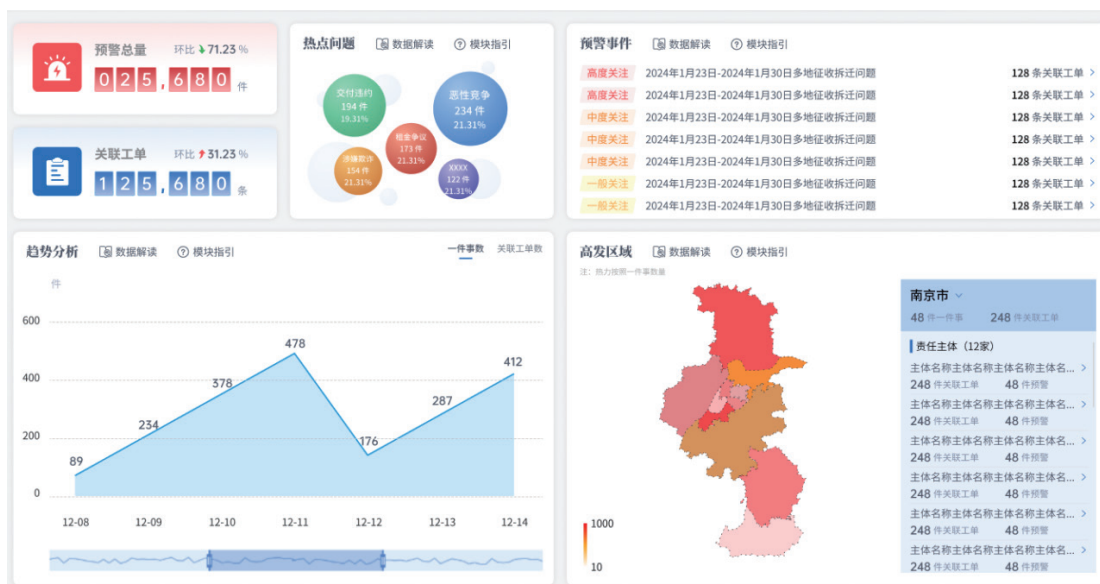 预警总量 环比 71.23 %
025,680 件
关联工单 环比 31.23 %
125,680 条
热点问题 数据解读 模块指引
交付违约
194 件
19.31%
恶性竞争
234 件
21.31%
租金争议
173 件
21.31%
涉嫌欺诈
154 件
21.31%
XXXX
122 件
21.31%
预警事件 数据解读 模块指引
高度关注 2024年1月23日-2024年1月30日多地征收拆迁问题 128 条关联工单 >
高度关注 2024年1月23日-2024年1月30日多地征收拆迁问题 128 条关联工单 >
中度关注 2024年1月23日-2024年1月30日多地征收拆迁问题 128 条关联工单 >
中度关注 2024年1月23日-2024年1月30日多地征收拆迁问题 128 条关联工单 >
中度关注 2024年1月23日-2024年1月30日多地征收拆迁问题 128 条关联工单 >
一般关注 2024年1月23日-2024年1月30日多地征收拆迁问题 128 条关联工单 >
一般关注 2024年1月23日-2024年1月30日多地征收拆迁问题 128 条关联工单 >
趋势分析 数据解读 模块指引 一件事数 关联工单数
件
600
400
200
0
89
234
378
478
176
287
412
12-08 12-09 12-10 12-11 12-12 12-13 12-14
高发区域 数据解读 模块指引
注：热力按照一件事数量
1000
10
南京市
48 件一件事 248 件关联工单
责任主体（12家）
主体名称主体名称主体名称主体名... >
248 件关联工单 48 件预警
主体名称主体名称主体名称主体名... >
248 件关联工单 48 件预警
主体名称主体名称主体名称主体名... >
248 件关联工单 48 件预警
主体名称主体名称主体名称主体名... >
248 件关联工单 48 件预警
主体名称主体名称主体名称主体名... >
248 件关联工单 48 件预警
主体名称主体名称主体名称主体名... >
248 件关联工单 48 件预警